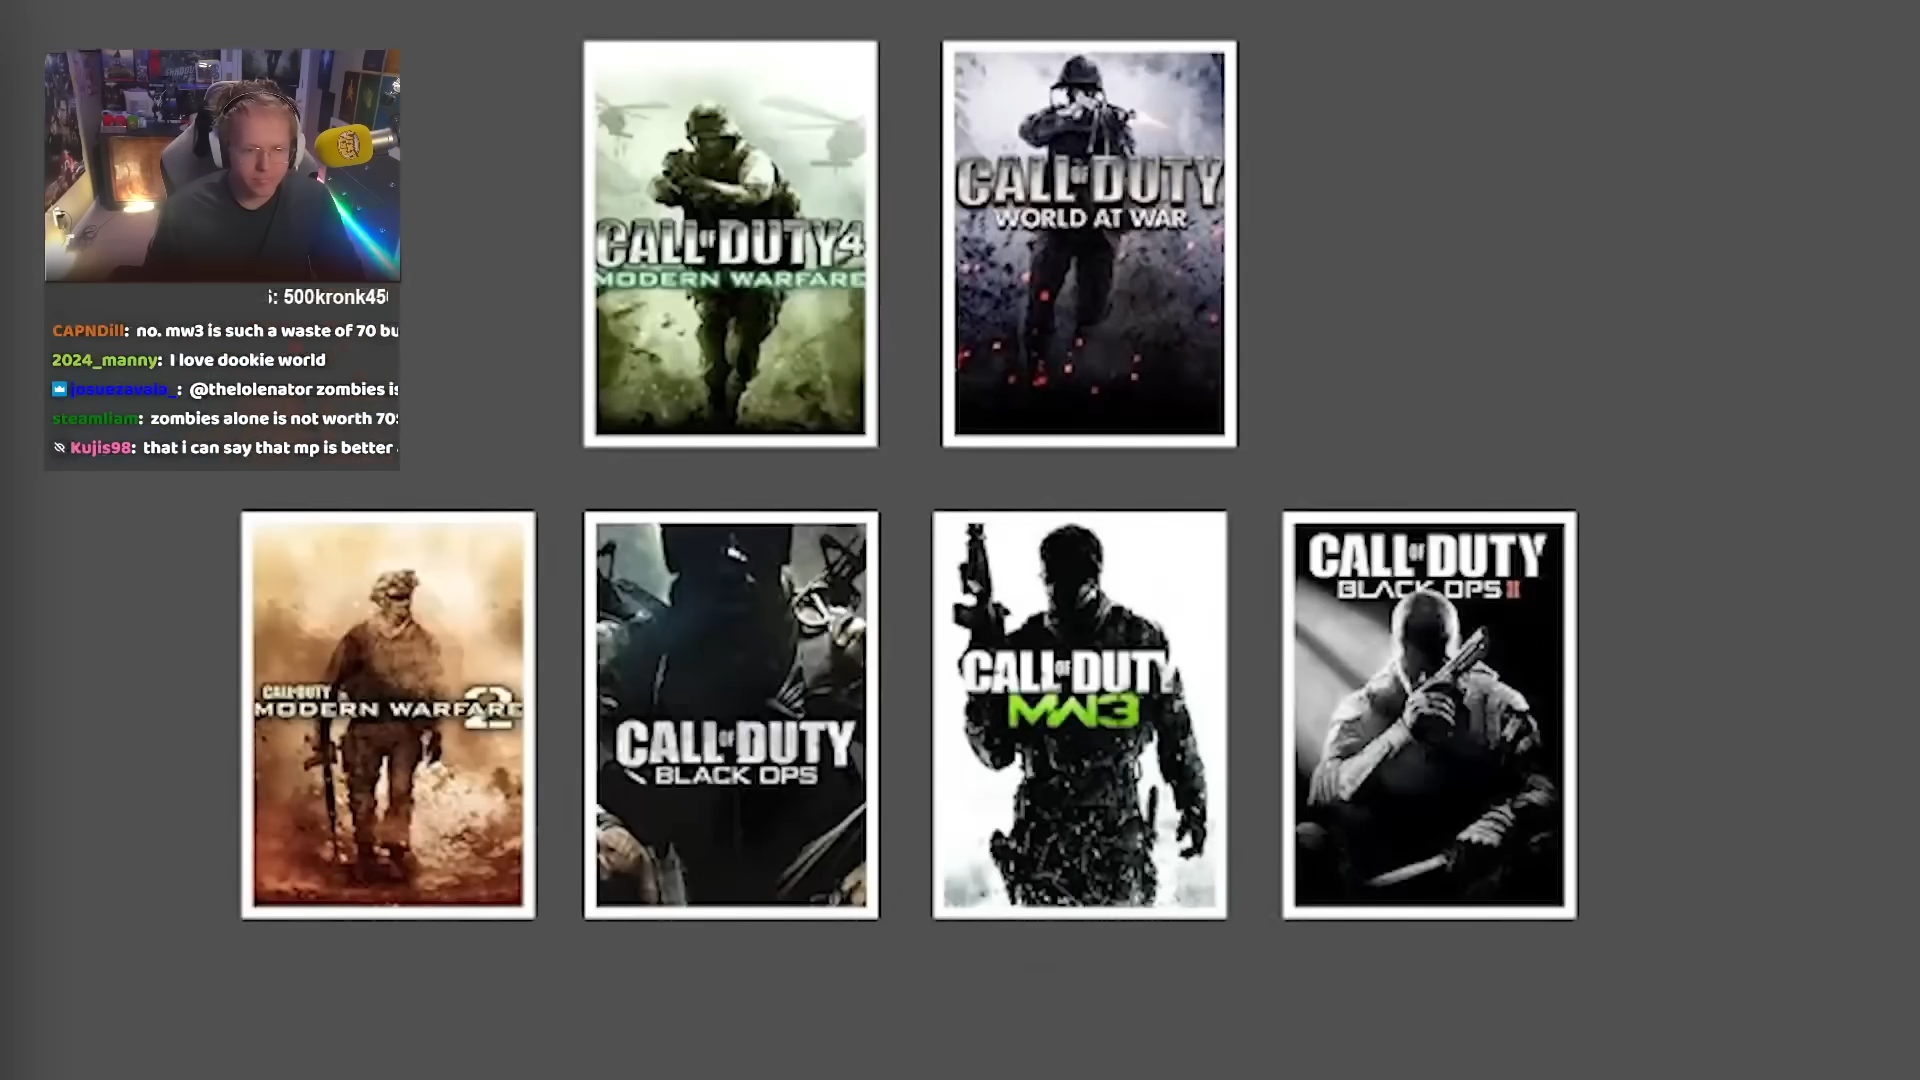 S: 500kronk450
CAPNDill: no. mw3 is such a waste of 70 bu
2024_manny: I love dookie world
josuezavala_: @thelolenator zombies is
steamliam: zombies alone is not worth 70$
Kujis98: that i can say that mp is better
CALL OF DUTY 4
MODERN WARFARE
CALL OF DUTY
WORLD AT WAR
CALL OF DUTY
MODERN WARFARE 2
CALL OF DUTY
BLACK OPS
CALL OF DUTY
MW3
CALL OF DUTY
BLACK OPS II